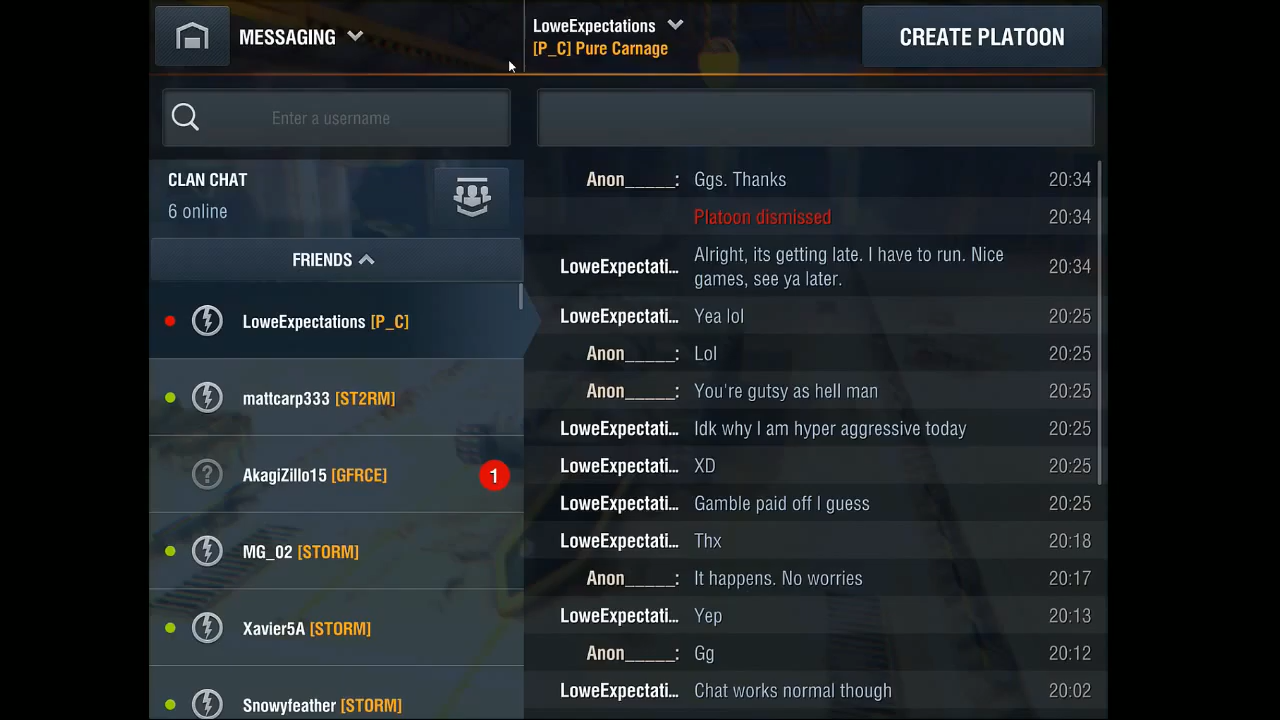 MESSAGING
LoweExpectations
[P_C] Pure Carnage
CREATE PLATOON
Enter a username
CLAN CHAT
6 online
FRIENDS
LoweExpectations [P_C]
mattcarp333 [ST2RM]
? AkagiZillo15 [GFRCE] 1
MG_02 [STORM]
Xavier5A [STORM]
Snowyfeather [STORM]
Anon_____: Ggs. Thanks 20:34
Platoon dismissed 20:34
LoweExpectati... Alright, its getting late. I have to run. Nice
games, see ya later. 20:34
LoweExpectati... Yea lol 20:25
Anon_____: Lol 20:25
Anon_____: You're gutsy as hell man 20:25
LoweExpectati... Idk why I am hyper aggressive today 20:25
LoweExpectati... XD 20:25
LoweExpectati... Gamble paid off I guess 20:25
LoweExpectati... Thx 20:18
Anon_____: It happens. No worries 20:17
LoweExpectati... Yep 20:13
Anon_____: Gg 20:12
LoweExpectati... Chat works normal though 20:02